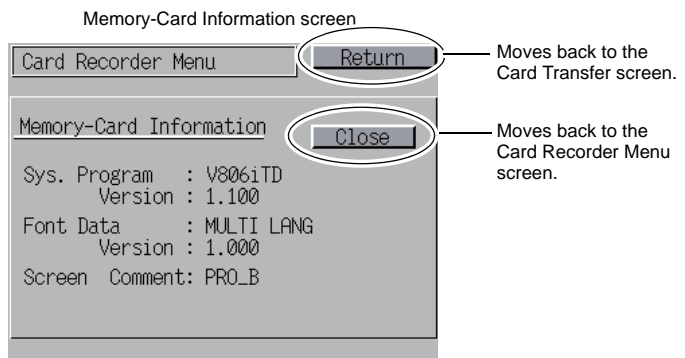 Memory-Card Information screen
Card Recorder Menu
Return
Moves back to the
Card Transfer screen.
Memory-Card Information
Close
Moves back to the
Card Recorder Menu
screen.
Sys. Program : V806iTD
Version : 1.100
Font Data : MULTI LANG
Version : 1.000
Screen Comment: PRO_B